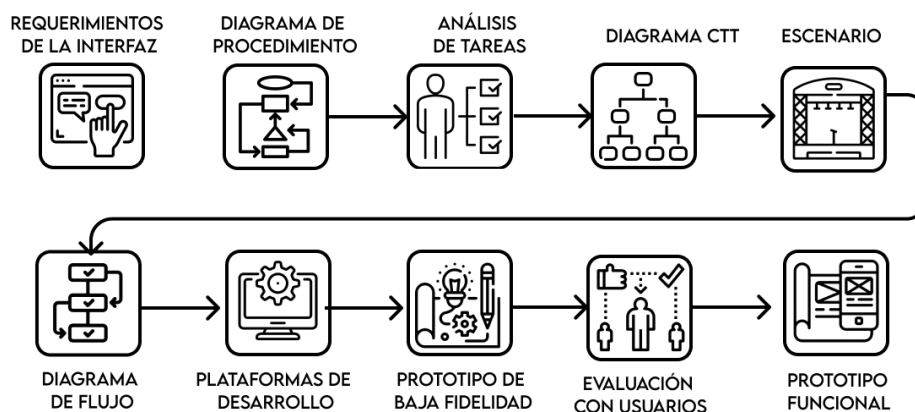 REQUERIMIENTOS
DE LA INTERFAZ
DIAGRAMA DE
PROCEDIMIENTO
ANÁLISIS
DE TAREAS
DIAGRAMA CTT
ESCENARIO
DIAGRAMA
DE FLUJO
PLATAFORMAS DE
DESARROLLO
PROTOTIPO DE
BAJA FIDELIDAD
EVALUACIÓN
CON USUARIOS
PROTOTIPO
FUNCIONAL